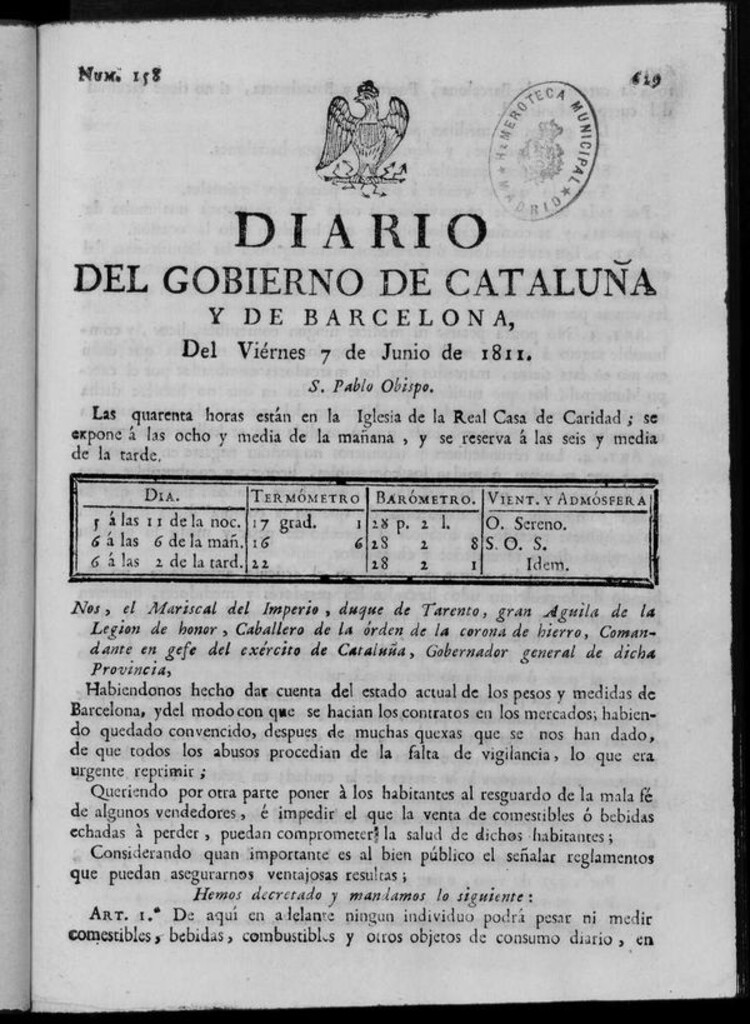 Num. 158
629
HEMEROTECA MUNICIPAL
★ MADRID ★
DIARIO
DEL GOBIERNO DE CATALUÑA
Y DE BARCELONA,
Del Viérnes 7 de Junio de 1811.
S. Pablo Obispo.
Las quarenta horas están en la Iglesia de la Real Casa de Caridad; se
expone á las ocho y media de la mañana, y se reserva á las seis y media
de la tarde.
Dia. Termómetro Barómetro. Vient. y Admósfera
5 á las 11 de la noc. 17 grad. 1 28 p. 2 l. O. Sereno.
6 á las 6 de la mañ. 16 6 28 2 8 S. O. S.
6 á las 2 de la tard. 22 28 2 1 Idem.
Nos, el Mariscal del Imperio, duque de Tarento, gran Aguila de la
Legion de honor, Caballero de la órden de la corona de hierro, Coman-
dante en gefe del exército de Cataluña, Gobernador general de dicha
Provincia,
Habiendonos hecho dar cuenta del estado actual de los pesos y medidas de
Barcelona, ydel modo con que se hacian los contratos en los mercados; habien-
do quedado convencido, despues de muchas quexas que se nos han dado,
de que todos los abusos procedian de la falta de vigilancia, lo que era
urgente reprimir;
Queriendo por otra parte poner à los habitantes al resguardo de la mala fé
de algunos vendedores, é impedir el que la venta de comestibles ó bebidas
echadas à perder, puedan comprometer la salud de dichos habitantes;
Considerando quan importante es al bien público el señalar reglamentos
que puedan asegurarnos ventajosas resultas;
Hemos decretado y mandamos lo siguiente:
Art. 1.º De aquí en adelante ningun individuo podrá pesar ni medir
comestibles, bebidas, combustibles y otros objetos de consumo diario, en